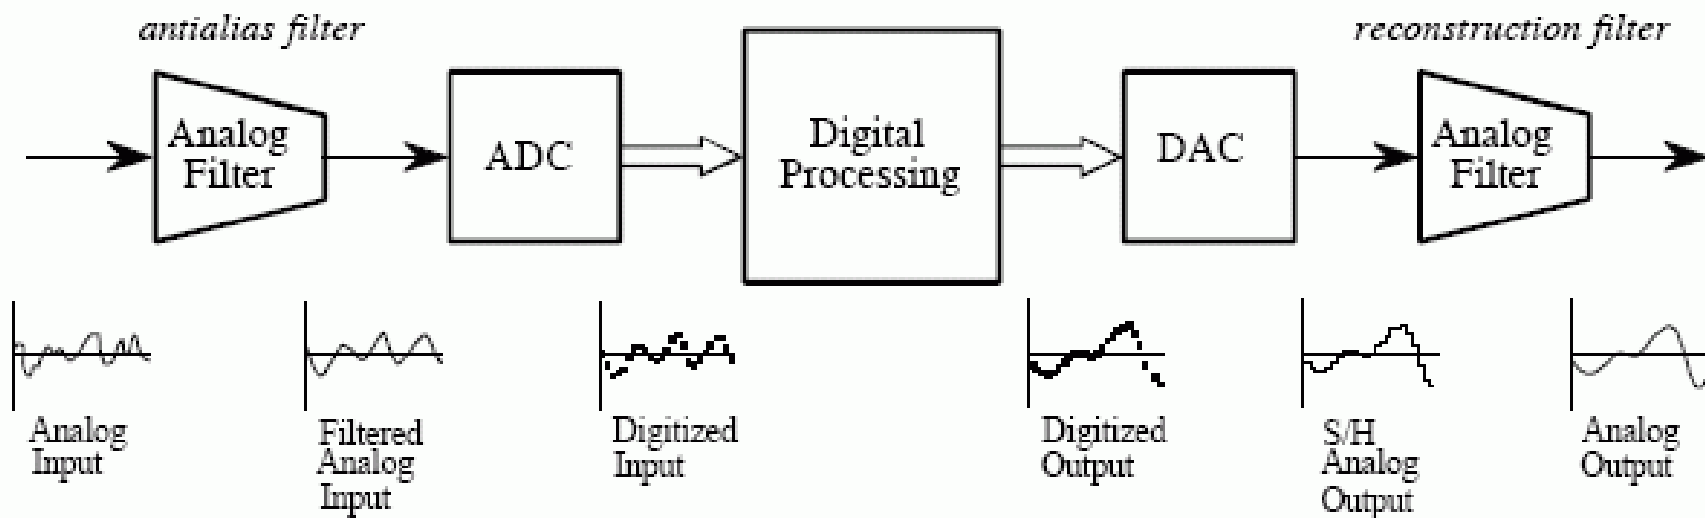 antialias filter
reconstruction filter
Analog
Filter
ADC
Digital
Processing
DAC
Analog
Filter
Analog
Input
Filtered
Analog
Input
Digitized
Input
Digitized
Output
S/H
Analog
Output
Analog
Output